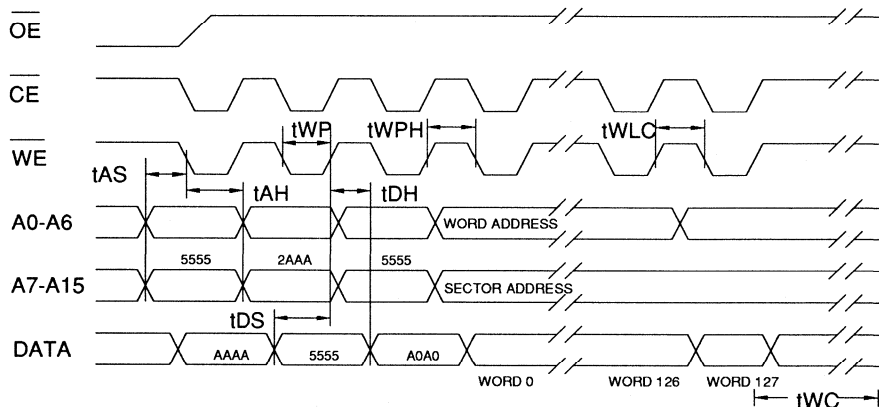 OE
CE
tWP tWPH tWLC
WE
tAS
tAH tDH
A0-A6 WORD ADDRESS
5555 2AAA 5555
A7-A15 SECTOR ADDRESS
tDS
DATA AAAA 5555 A0A0
WORD 0 WORD 126 WORD 127
tWC